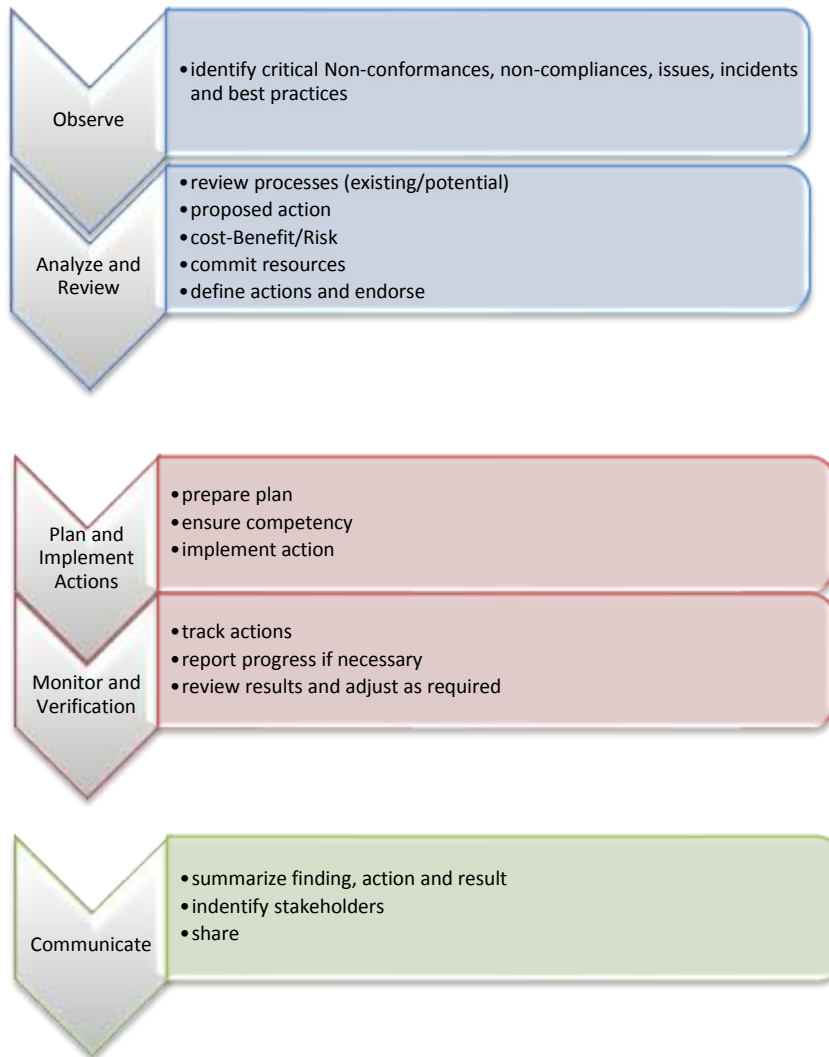 Observe
•identify critical Non-conformances, non-compliances, issues, incidents
and best practices
Analyze and
Review
•review processes (existing/potential)
•proposed action
•cost-Benefit/Risk
•commit resources
•define actions and endorse
Plan and
Implement
Actions
•prepare plan
•ensure competency
•implement action
Monitor and
Verification
•track actions
•report progress if necessary
•review results and adjust as required
Communicate
•summarize finding, action and result
•indentify stakeholders
•share